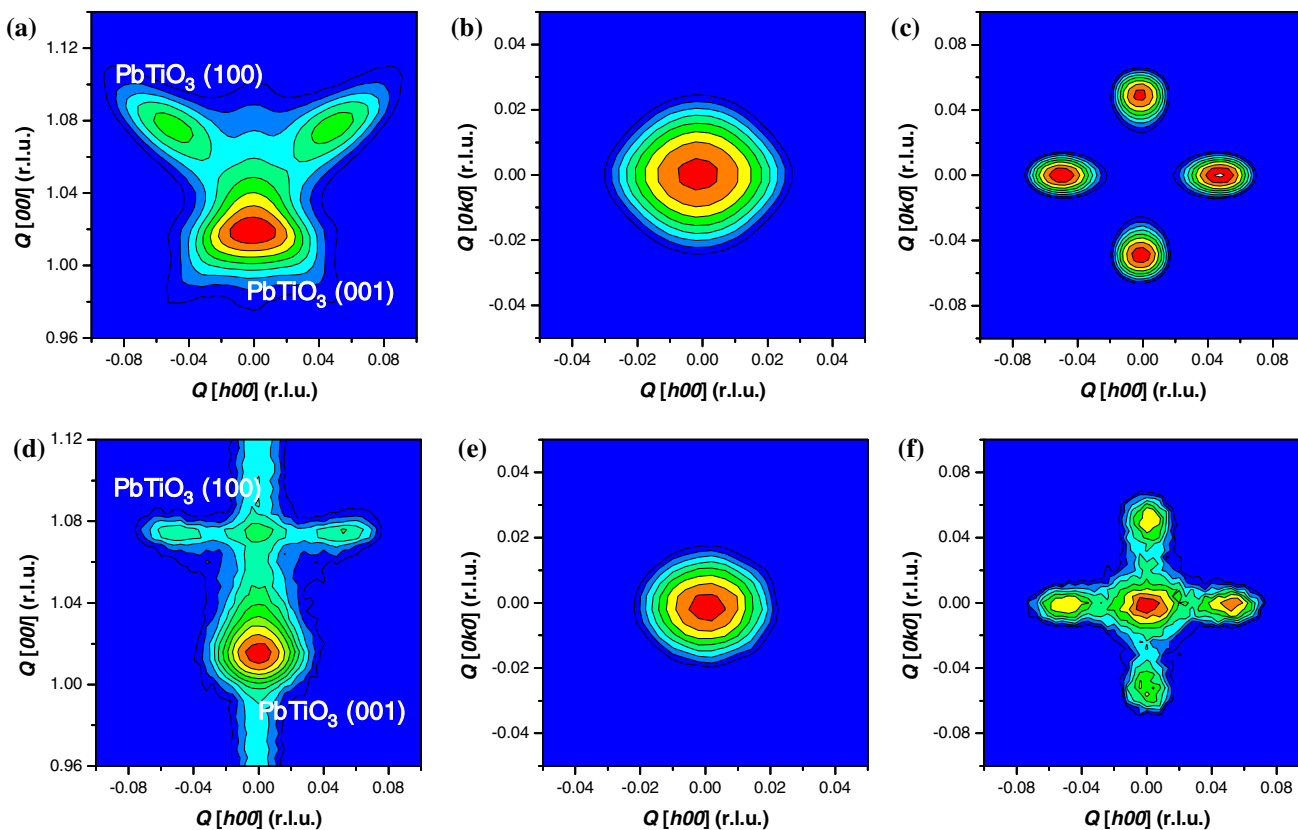 (a)
PbTiO3 (100)
PbTiO3 (001)
1.12
1.08
1.04
1.00
0.96
-0.08 -0.04 0.00 0.04 0.08
Q [00l] (r.l.u.)
Q [h00] (r.l.u.)
(b)
0.04
0.02
0.00
-0.02
-0.04
-0.04 -0.02 0.00 0.02 0.04
Q [0k0] (r.l.u.)
Q [h00] (r.l.u.)
(c)
0.08
0.04
0.00
-0.04
-0.08
-0.08 -0.04 0.00 0.04 0.08
Q [0k0] (r.l.u.)
Q [h00] (r.l.u.)
(d)
PbTiO3 (100)
PbTiO3 (001)
1.12
1.08
1.04
1.00
0.96
-0.08 -0.04 0.00 0.04 0.08
Q [00l] (r.l.u.)
Q [h00] (r.l.u.)
(e)
0.04
0.02
0.00
-0.02
-0.04
-0.04 -0.02 0.00 0.02 0.04
Q [0k0] (r.l.u.)
Q [h00] (r.l.u.)
(f)
0.08
0.04
0.00
-0.04
-0.08
-0.08 -0.04 0.00 0.04 0.08
Q [0k0] (r.l.u.)
Q [h00] (r.l.u.)